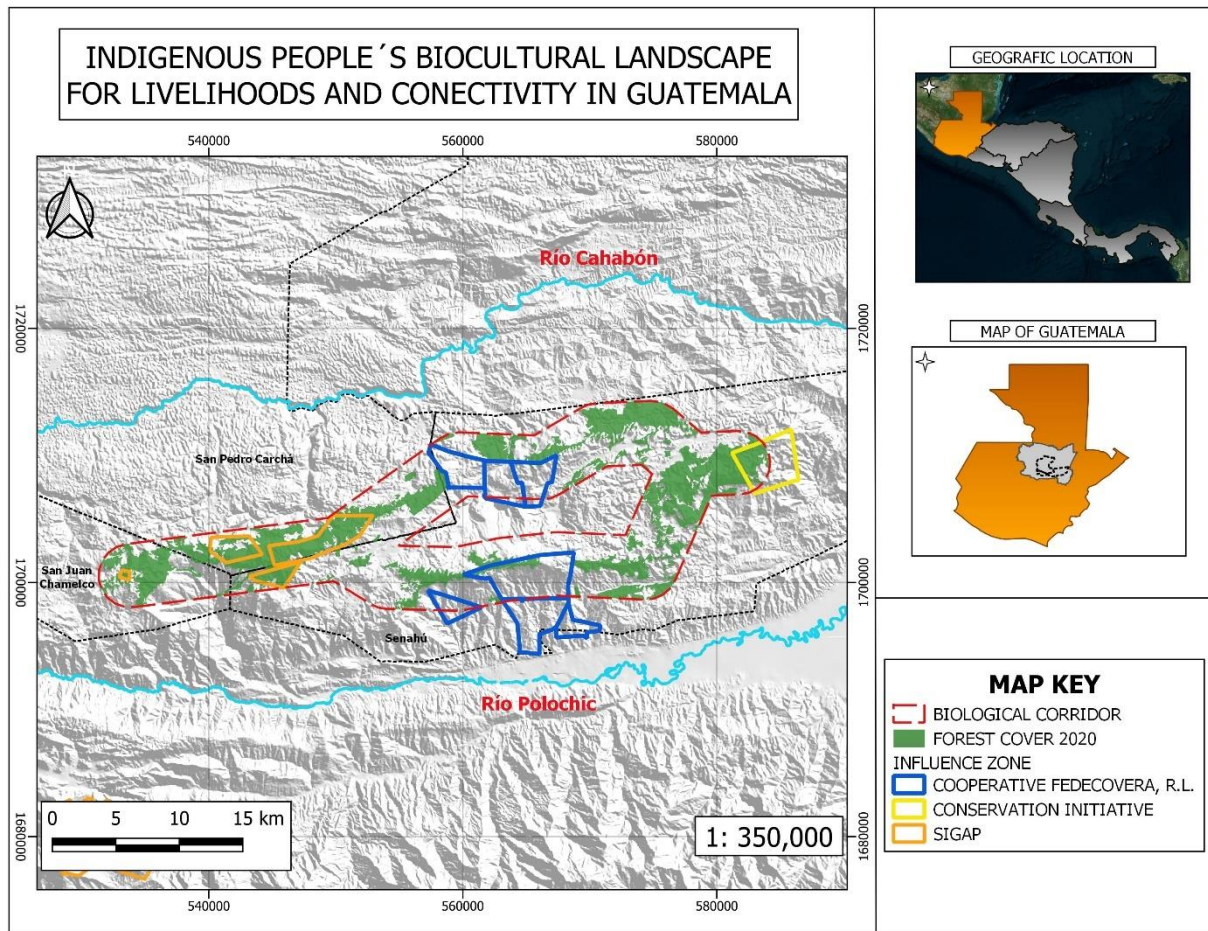 INDIGENOUS PEOPLE´S BIOCULTURAL LANDSCAPE
FOR LIVELIHOODS AND CONECTIVITY IN GUATEMALA
540000
560000
580000
Río Cahabón
1720000
1720000
San Pedro Carchá
San Juan
Chamelco
1700000
1700000
Senahú
Río Polochic
0 5 10 15 km
1: 350,000
1680000
1680000
540000
560000
580000
GEOGRAFIC LOCATION
MAP OF GUATEMALA
MAP KEY
BIOLOGICAL CORRIDOR
FOREST COVER 2020
INFLUENCE ZONE
COOPERATIVE FEDECOVERA, R.L.
CONSERVATION INITIATIVE
SIGAP